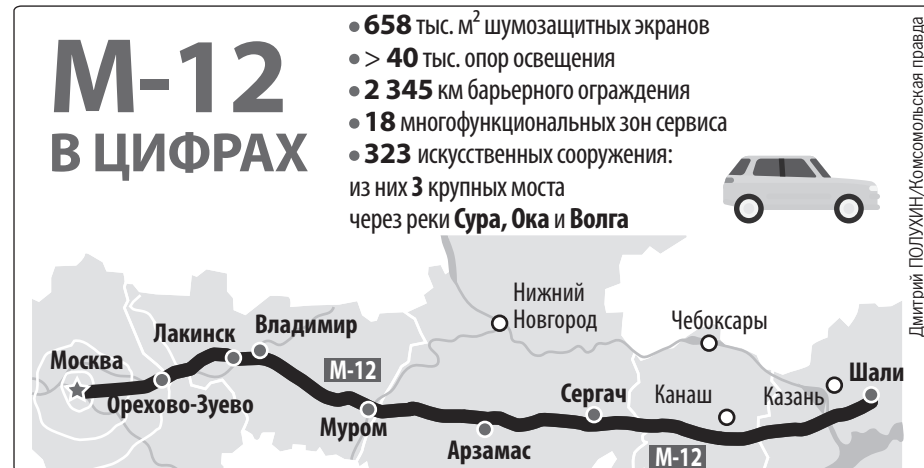 М-12
В ЦИФРАХ
• 658 тыс. м² шумозащитных экранов
• > 40 тыс. опор освещения
• 2 345 км барьерного ограждения
• 18 многофункциональных зон сервиса
• 323 искусственных сооружения:
из них 3 крупных моста
через реки Сура, Ока и Волга
Дмитрий ПОЛУХИН/Комсомольская правда
Москва
Орехово-Зуево
Лакинск
Владимир
М-12
Муром
Нижний
Новгород
Арзамас
Сергач
Чебоксары
Канаш
М-12
Казань
Шали